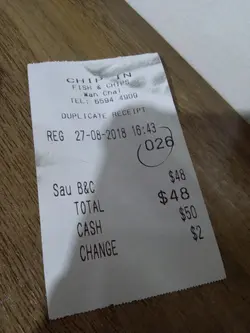 CHIP IN
FISH & CHIPS
Wan Chai
TEL: 6594 4909
DUPLICATE RECEIPT
REG 27-08-2018 16:43
026
Sau B&C $48
TOTAL $48
CASH $50
CHANGE $2